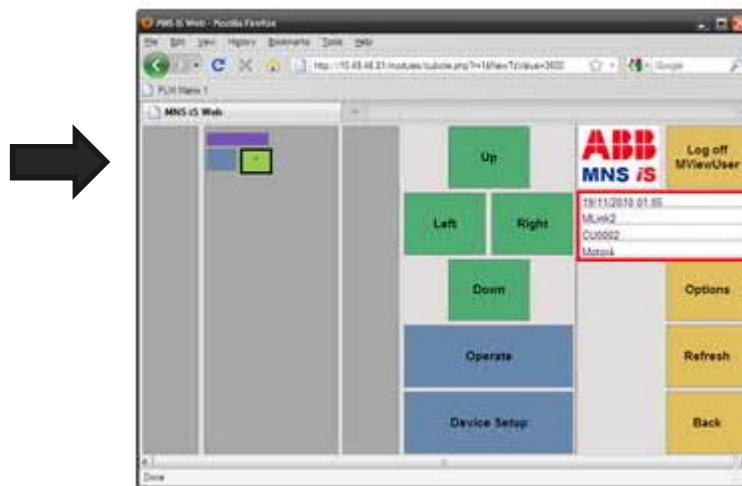 MNS iS Web - Mozilla Firefox
File Edit View History Bookmarks Tools Help
Google
MNS iS Web
Up
Left
Right
Down
Operate
Device Setup
ABB
MNS iS
Log off
MViewUser
19/11/2010 01:05
MLink2
CU0002
Motor4
Options
Refresh
Back
Done